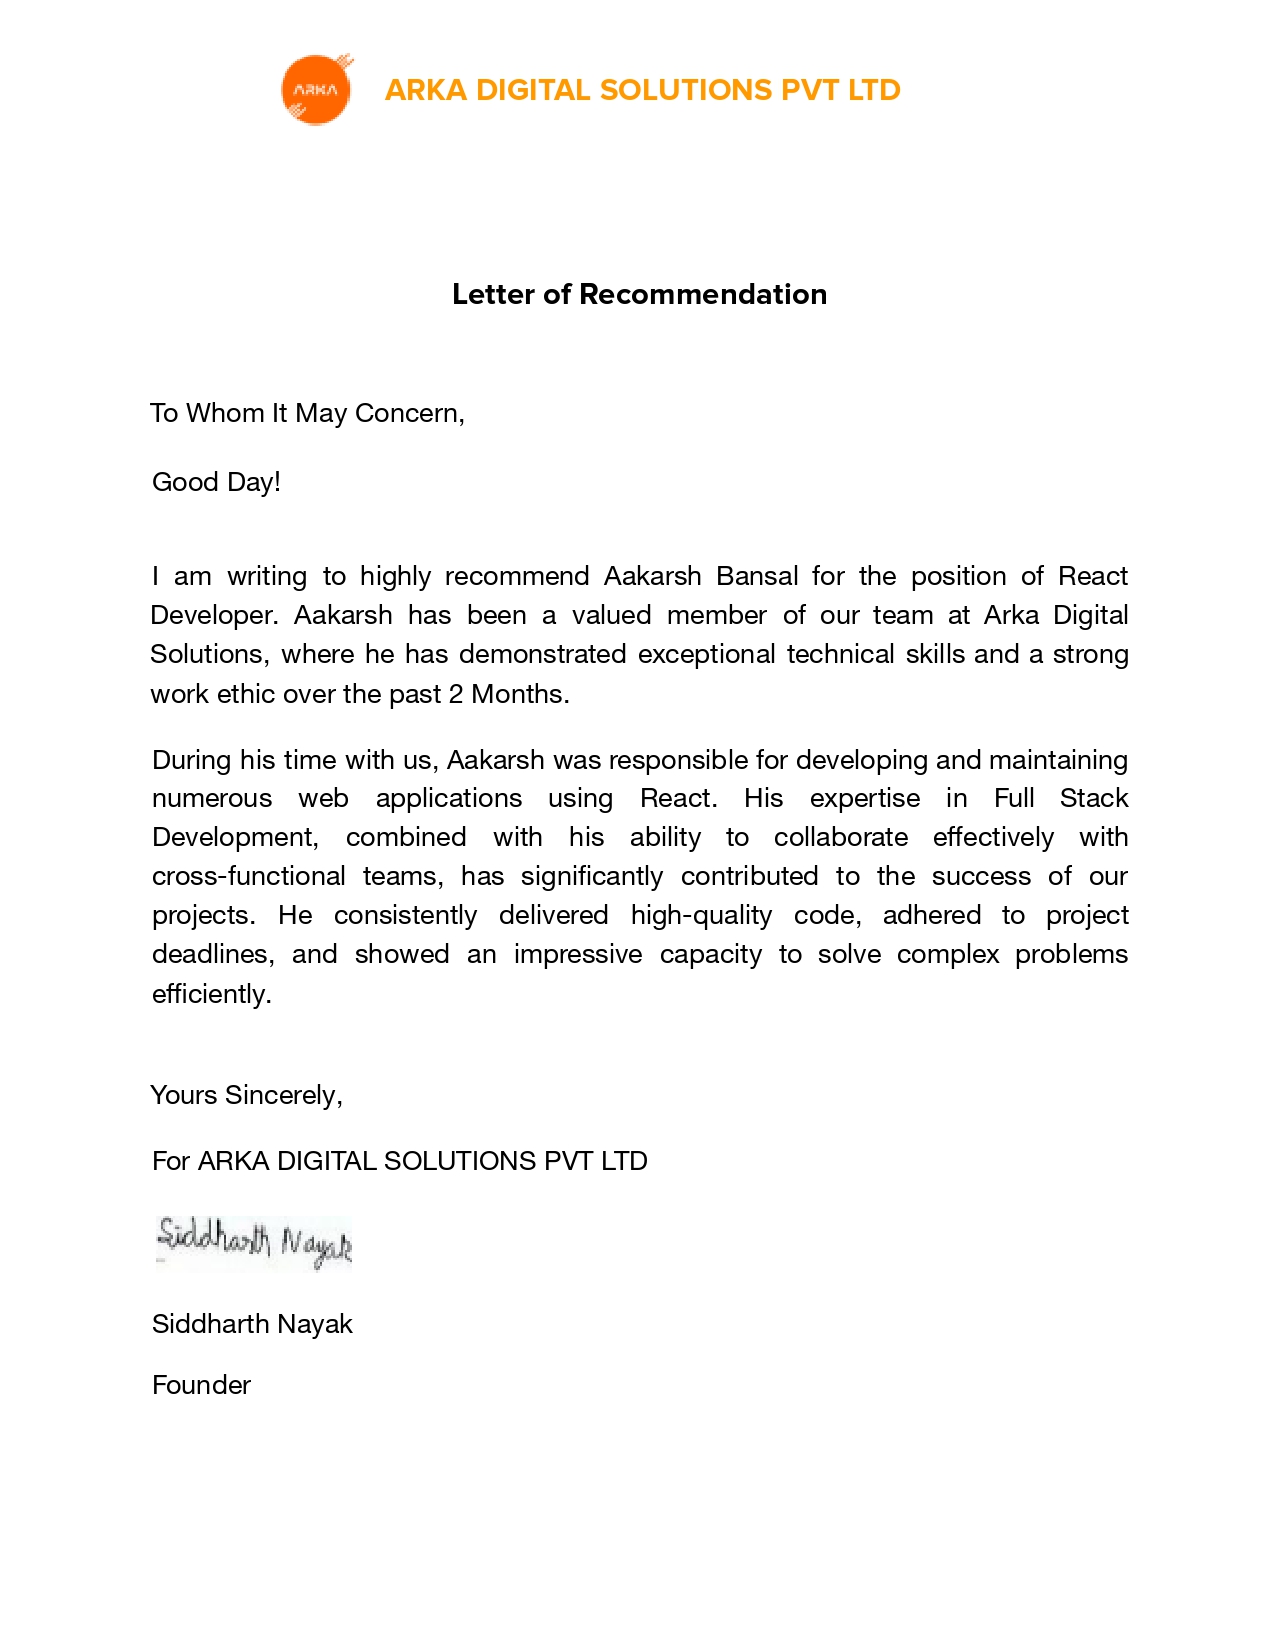 ARKA
ARKA DIGITAL SOLUTIONS PVT LTD
Letter of Recommendation
To Whom It May Concern,
Good Day!
I am writing to highly recommend Aakarsh Bansal for the position of React
Developer. Aakarsh has been a valued member of our team at Arka Digital
Solutions, where he has demonstrated exceptional technical skills and a strong
work ethic over the past 2 Months.
During his time with us, Aakarsh was responsible for developing and maintaining
numerous web applications using React. His expertise in Full Stack
Development, combined with his ability to collaborate effectively with
cross-functional teams, has significantly contributed to the success of our
projects. He consistently delivered high-quality code, adhered to project
deadlines, and showed an impressive capacity to solve complex problems
efficiently.
Yours Sincerely,
For ARKA DIGITAL SOLUTIONS PVT LTD
Siddharth Nayak
Siddharth Nayak
Founder